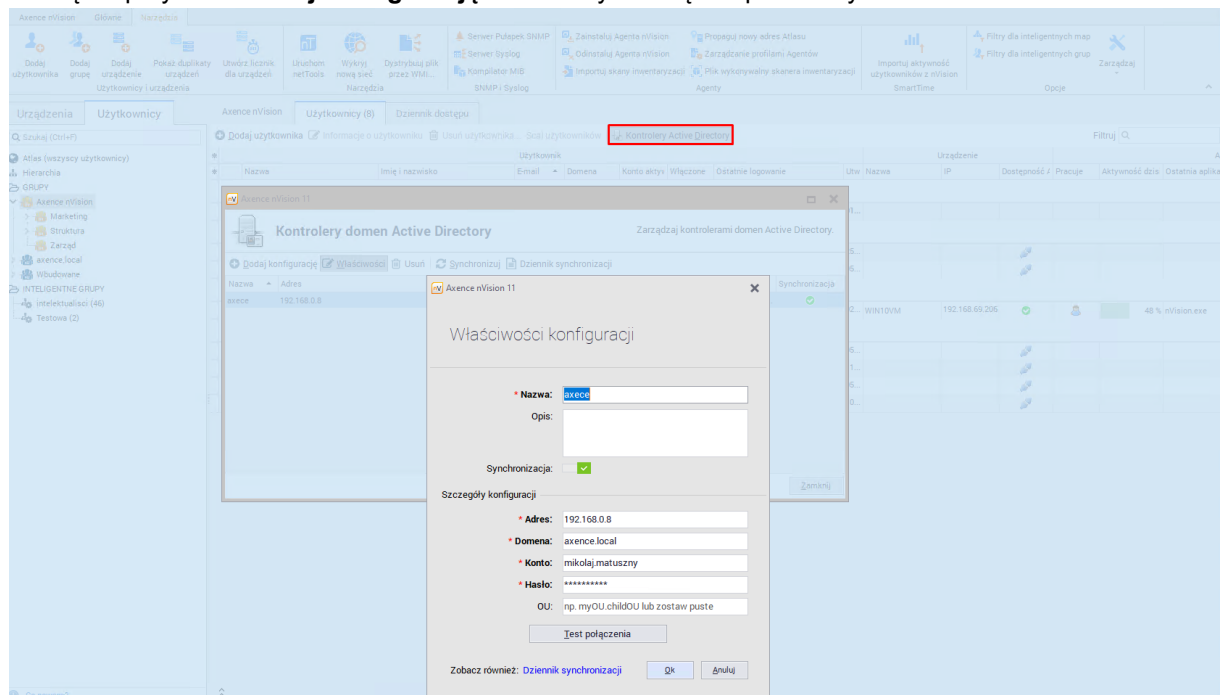 Axence nVision Główne Narzędzia
Dodaj użytkownika
Dodaj grupę
Dodaj urządzenie
Pokaż duplikaty urządzeń
Użytkownicy i urządzenia
Utwórz licznik dla urządzeń
Uruchom netTools
Wykryj nową sieć
Dystrybuuj plik przez WMI...
Narzędzia
Serwer Pułapek SNMP
Serwer Syslog
Kompilator MIB
SNMP i Syslog
Zainstaluj Agenta nVision
Odinstaluj Agenta nVision
Importuj skany inwentaryzacji
Propaguj nowy adres Atlasu
Zarządzanie profilami Agentów
Plik wykonywalny skanera inwentaryzacji
Agenty
Importuj aktywność użytkowników z nVision
SmartTime
Filtry dla inteligentnych map
Filtry dla inteligentnych grup
Zarządzaj
Opcje
Urządzenia Użytkownicy
Axence nVision Użytkownicy (8) Dziennik dostępu
Szukaj (Ctrl+F)
Dodaj użytkownika Informacje o użytkowniku Usuń użytkownika... Scal użytkowników Kontrolery Active Directory
Filtruj
Atlas (wszyscy użytkownicy)
Hierarchia
GRUPY
Axence nVision
Marketing
Struktura
Zarząd
axence.local
Wbudowane
INTELIGENTNE GRUPY
intelektualisci (46)
Testowa (2)
Użytkownik Urządzenie
Nazwa Imię i nazwisko E-mail Domena Konto aktyw Włączone Ostatnie logowanie Utw Nazwa IP Dostępność A Pracuje Aktywność dziś Ostatnia aplika
WIN10VM 192.168.69.205 48 % nVision.exe
Axence nVision 11
Kontrolery domen Active Directory
Zarządzaj kontrolerami domen Active Directory.
Dodaj konfigurację Właściwości Usuń Synchronizuj Dziennik synchronizacji
Nazwa Adres Synchronizacja
axece 192.168.0.8
Zamknij
Axence nVision 11
Właściwości konfiguracji
* Nazwa: axece
Opis:
Synchronizacja:
Szczegóły konfiguracji
* Adres: 192.168.0.8
* Domena: axence.local
* Konto: mikolaj.matuszny
* Hasło: **********
OU: np. myOU.childOU lub zostaw puste
Test połączenia
Zobacz również: Dziennik synchronizacji Ok Anuluj